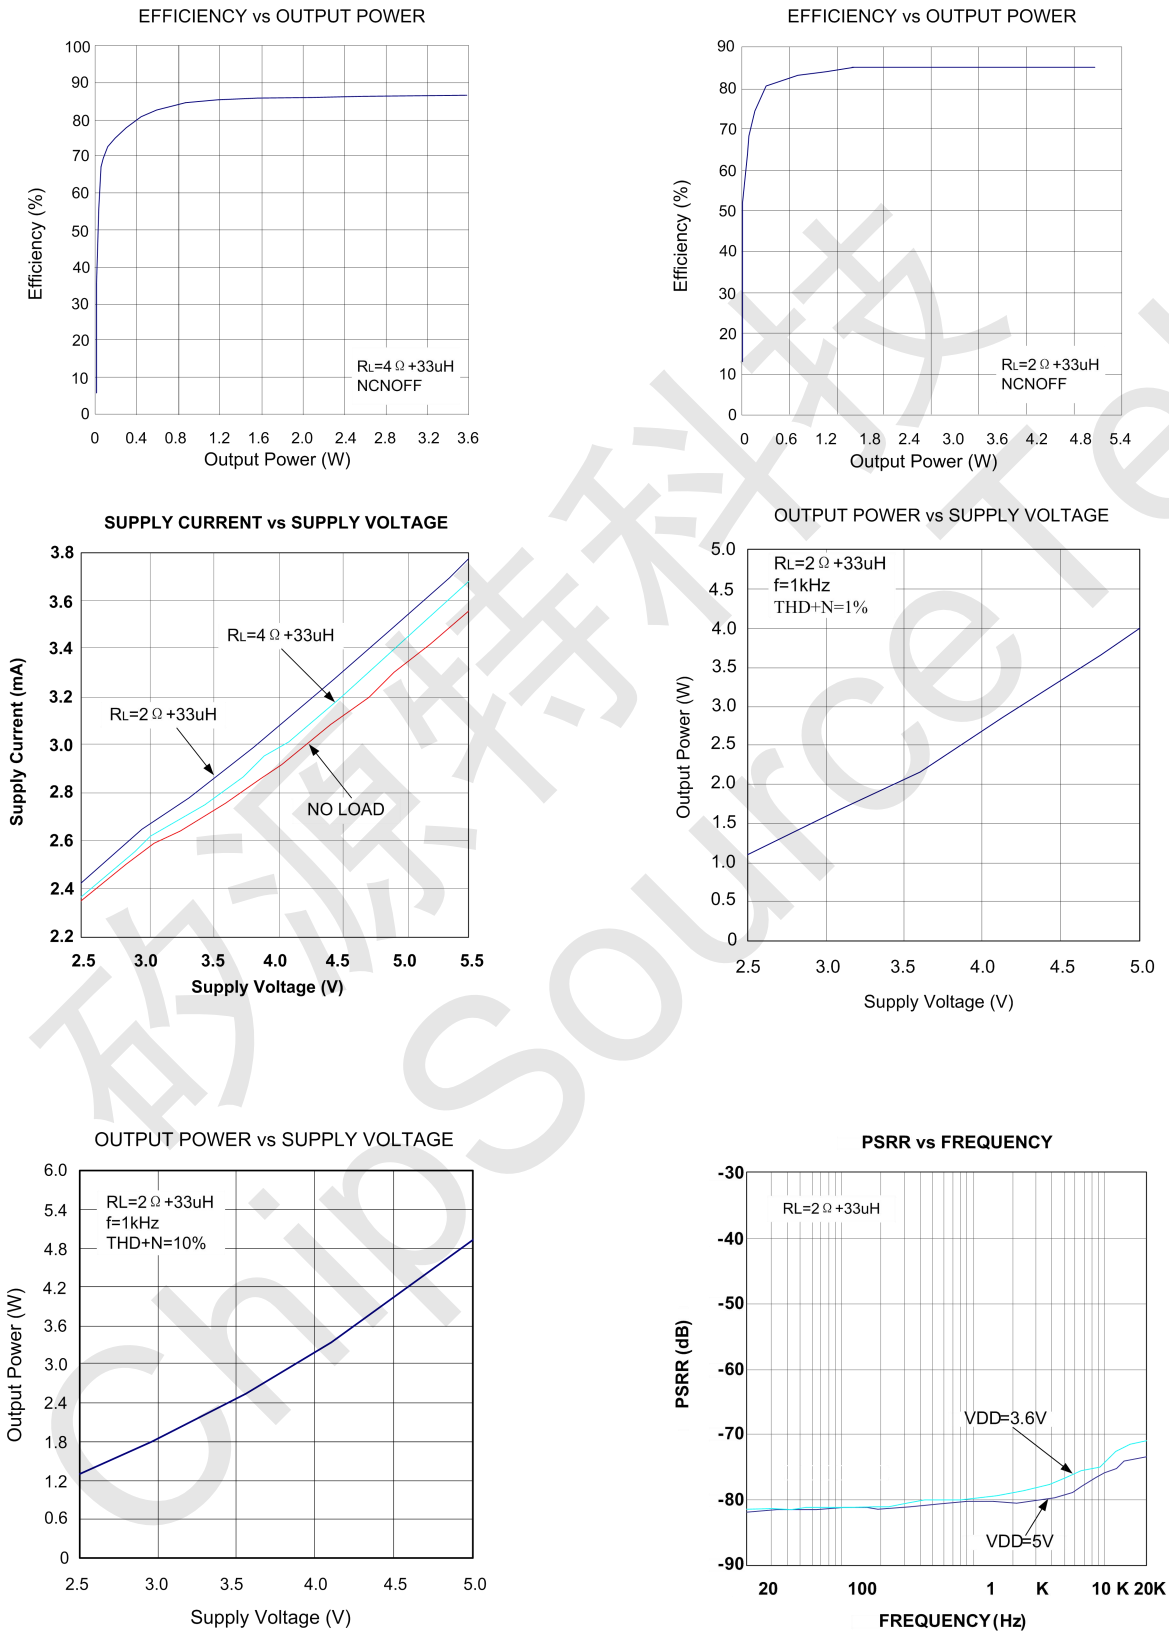 EFFICIENCY vs OUTPUT POWER
100
90
80
70
60
50
40
30
20
10
0
Efficiency (%)
RL=4Ω+33uH
NCNOFF
0 0.4 0.8 1.2 1.6 2.0 2.4 2.8 3.2 3.6
Output Power (W)
EFFICIENCY vs OUTPUT POWER
90
80
70
60
50
80
30
20
10
0
Efficiency (%)
RL=2Ω+33uH
NCNOFF
0 0.6 1.2 1.8 2.4 3.0 3.6 4.2 4.8 5.4
Output Power (W)
SUPPLY CURRENT vs SUPPLY VOLTAGE
3.8
3.6
3.4
3.2
3.0
2.8
2.6
2.4
2.2
Supply Current (mA)
RL=4Ω+33uH
RL=2Ω+33uH
NO LOAD
2.5 3.0 3.5 4.0 4.5 5.0 5.5
Supply Voltage (V)
OUTPUT POWER vs SUPPLY VOLTAGE
5.0
4.5
4.0
3.5
3.0
2.5
2.0
1.5
1.0
0.5
0
Output Power (W)
RL=2Ω+33uH
f=1kHz
THD+N=1%
2.5 3.0 3.5 4.0 4.5 5.0
Supply Voltage (V)
OUTPUT POWER vs SUPPLY VOLTAGE
6.0
5.4
4.8
4.2
3.6
3.0
2.4
1.8
1.2
0.6
0
Output Power (W)
RL=2Ω+33uH
f=1kHz
THD+N=10%
2.5 3.0 3.5 4.0 4.5 5.0
Supply Voltage (V)
PSRR vs FREQUENCY
-30
-40
-50
-60
-70
-80
-90
PSRR (dB)
RL=2Ω+33uH
VDD=3.6V
VDD=5V
20 100 1 K 10 K 20K
FREQUENCY (Hz)
矽源特科技
ChipSource Te